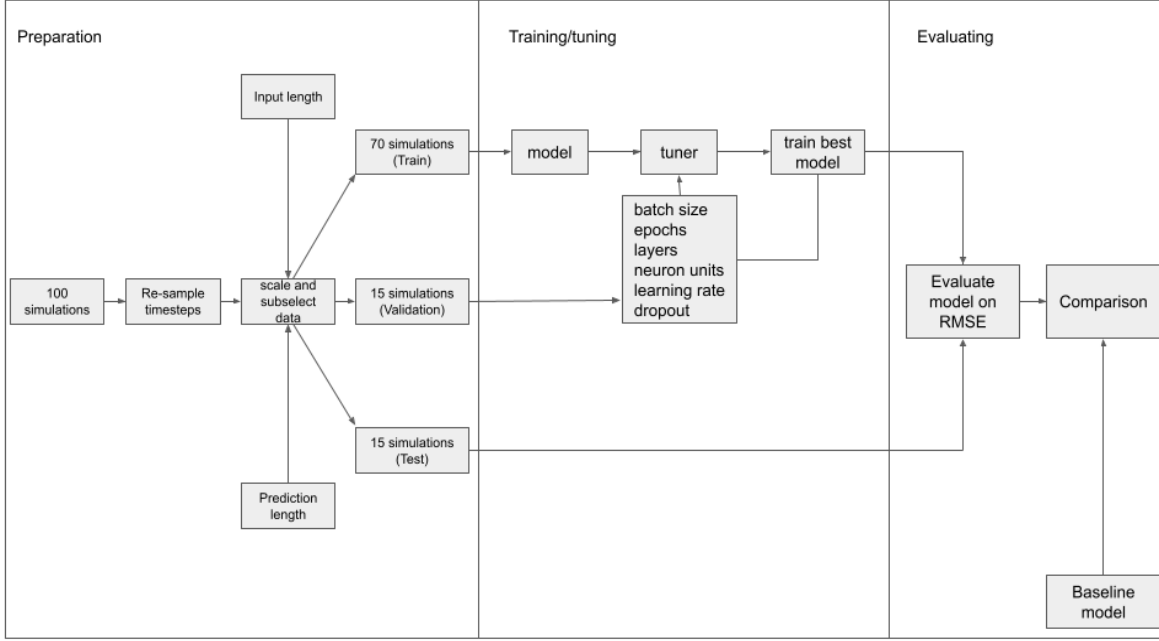 Preparation
Training/tuning
Evaluating
Input length
70 simulations
(Train)
model
tuner
train best
model
batch size
epochs
layers
neuron units
learning rate
dropout
100
simulations
Re-sample
timesteps
scale and
subselect
data
15 simulations
(Validation)
Evaluate
model on
RMSE
Comparison
15 simulations
(Test)
Prediction
length
Baseline
model